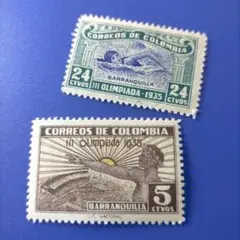 CORREOS DE COLOMBIA
BARRANQUILLA
24 24
CTVOS III OLIMPIADA-1935 CTVOS
CORREOS DE COLOMBIA
III OLIMPIADA 1935
5
BARRANQUILLA CTVOS